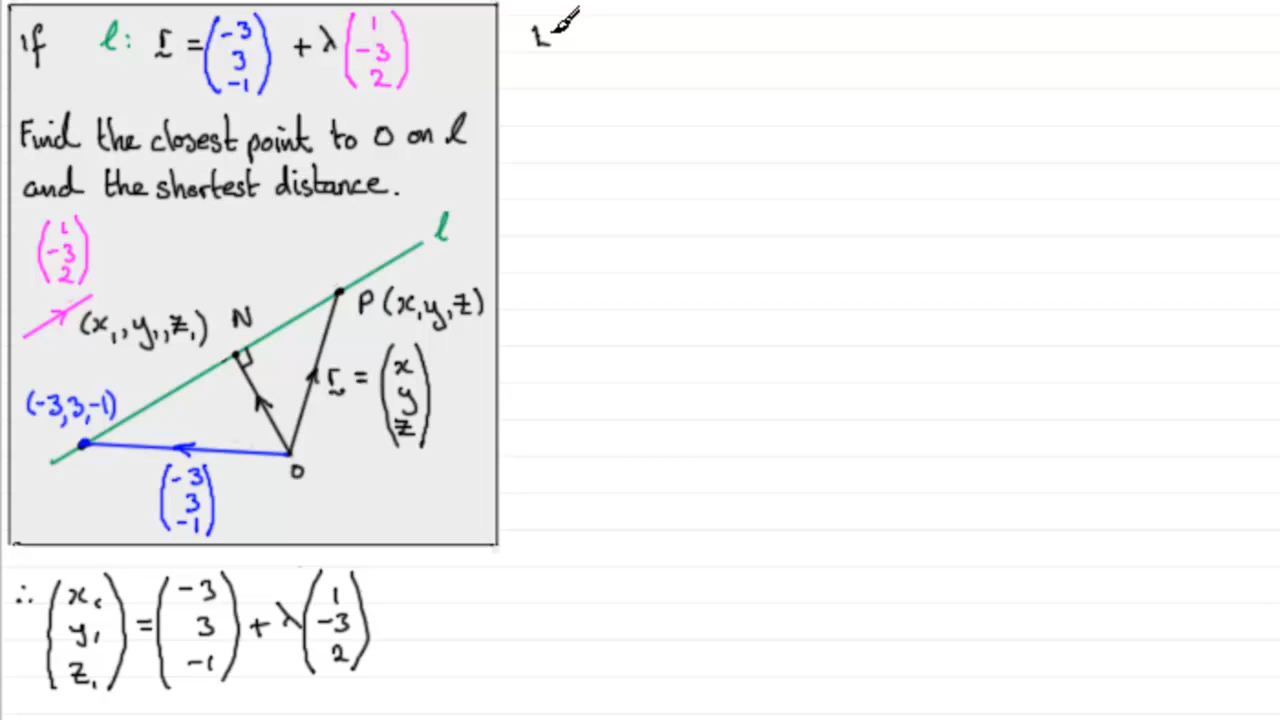 If l: r = (-3 3 -1) + λ (1 -3 2)
Find the closest point to O on l
and the shortest distance.
l
(1 -3 2)
(x₁, y₁, z₁) N
P (x, y, z)
r = (x y z)
(-3, 3, -1)
O
(-3 3 -1)
∴ (x₁ y₁ z₁) = (-3 3 -1) + λ (1 -3 2)